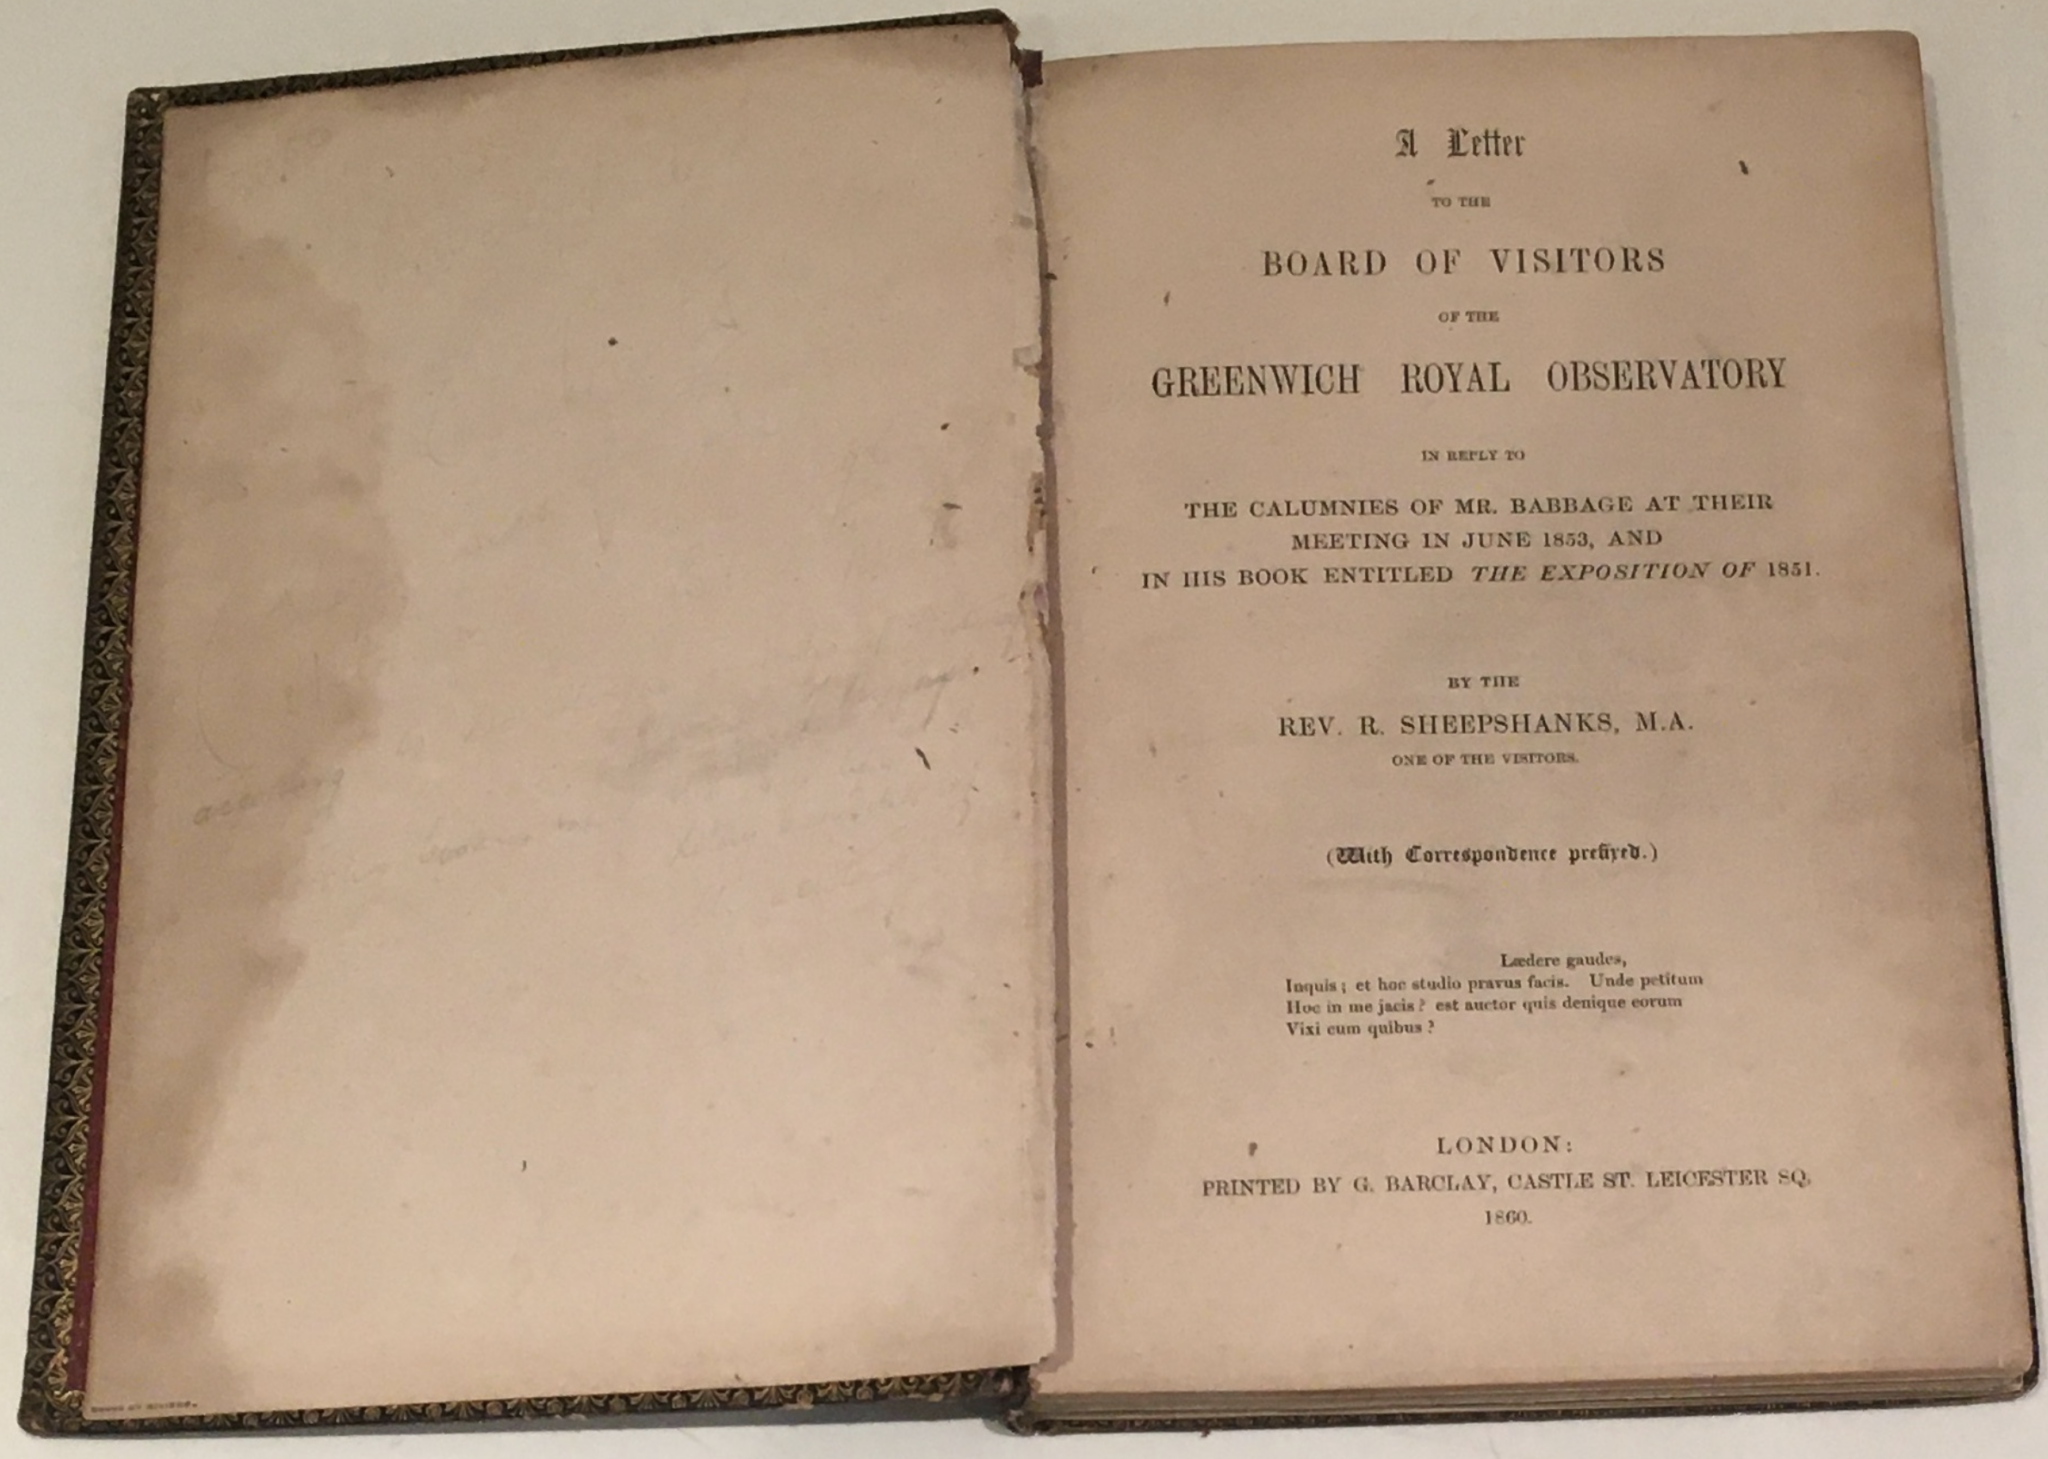 according
A Letter
TO THE
BOARD OF VISITORS
OF THE
GREENWICH ROYAL OBSERVATORY
IN REPLY TO
THE CALUMNIES OF MR. BABBAGE AT THEIR
MEETING IN JUNE 1853, AND
IN HIS BOOK ENTITLED THE EXPOSITION OF 1851.
BY THE
REV. R. SHEEPSHANKS, M.A.
ONE OF THE VISITORS.
(With Correspondence prefixed.)
Lædere gaudes,
Inquis; et hoc studio pravus facis. Unde petitum
Hoc in me jacis? est auctor quis denique eorum
Vixi cum quibus?
LONDON:
PRINTED BY G. BARCLAY, CASTLE ST. LEICESTER SQ.
1860.